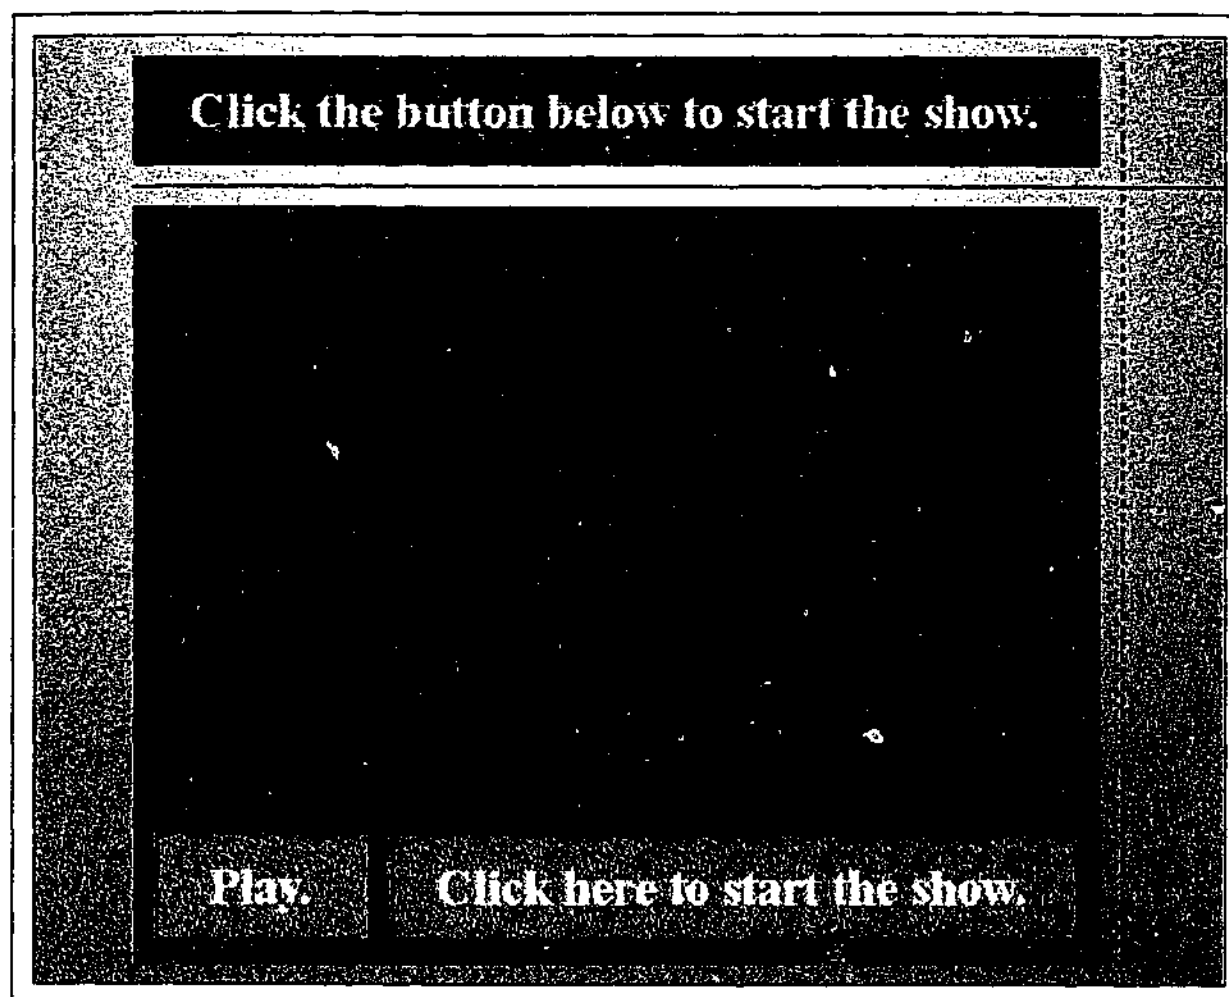 Click the button below to start the show.
Play.
Click here to start the show.